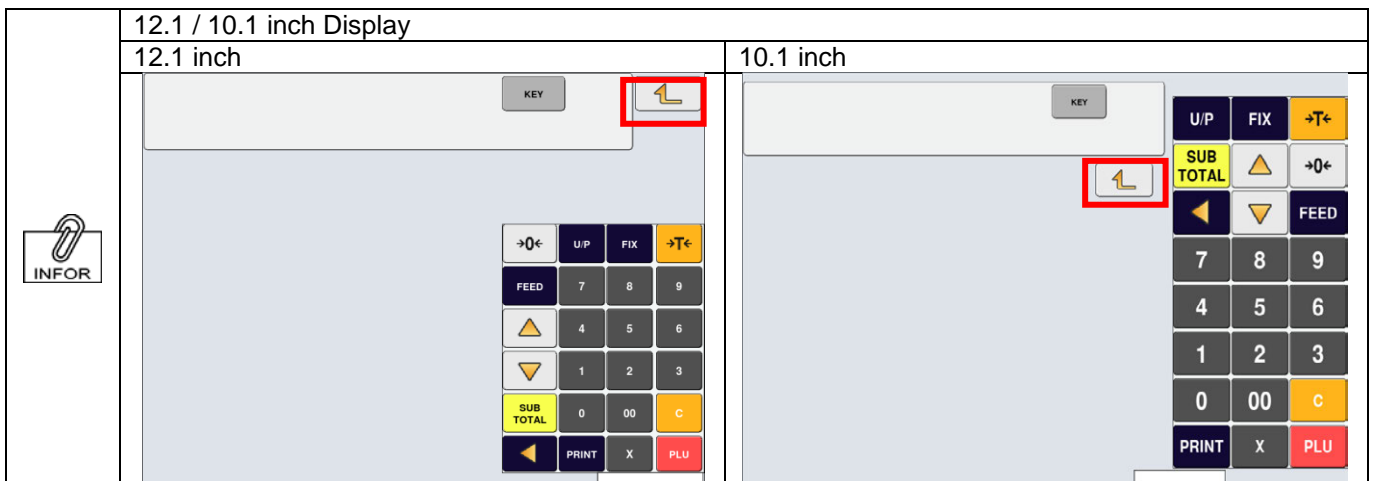 12.1 / 10.1 inch Display
12.1 inch
10.1 inch
INFOR
KEY
→0← U/P FIX →T←
FEED 7 8 9
4 5 6
1 2 3
SUB TOTAL 0 00 C
PRINT X PLU
KEY
U/P FIX →T←
SUB TOTAL →0←
FEED
7 8 9
4 5 6
1 2 3
0 00 C
PRINT X PLU